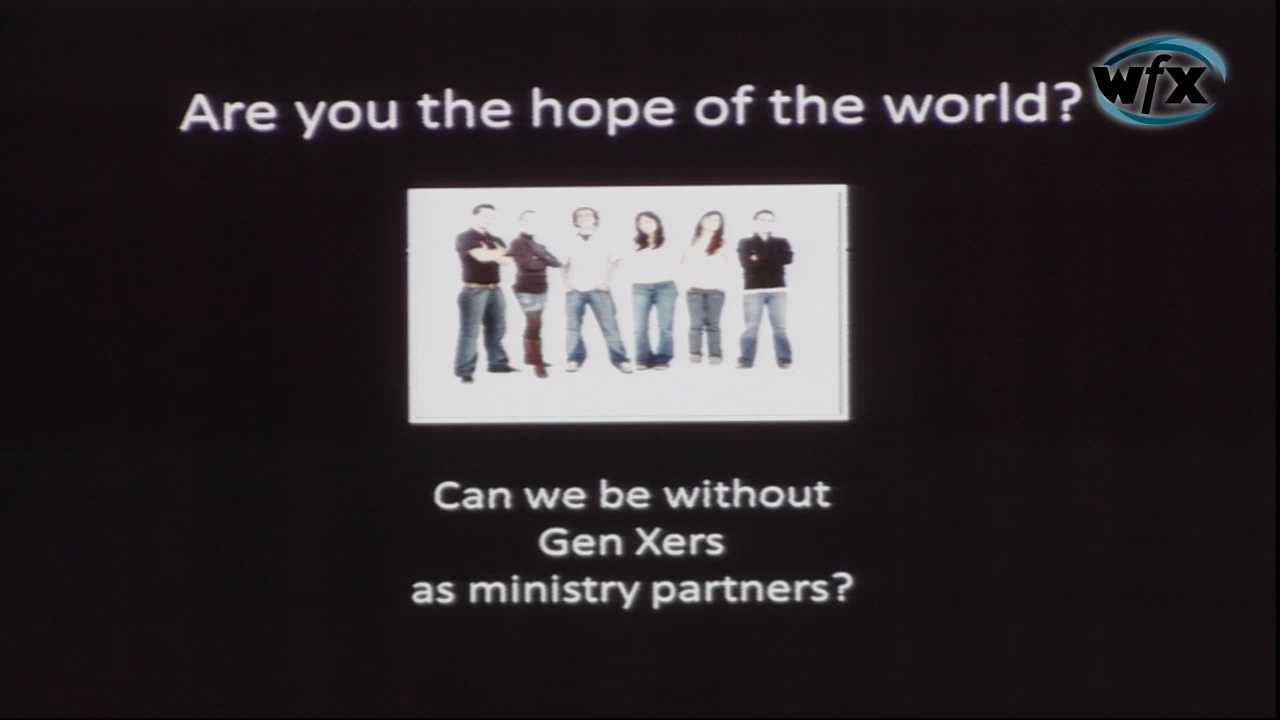 Are you the hope of the world?
wfx
Can we be without
Gen Xers
as ministry partners?